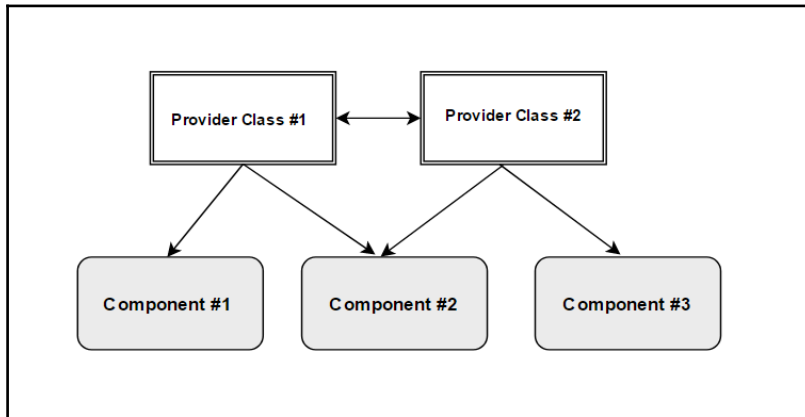 Provider Class #1
Provider Class #2
Component #1
Component #2
Component #3